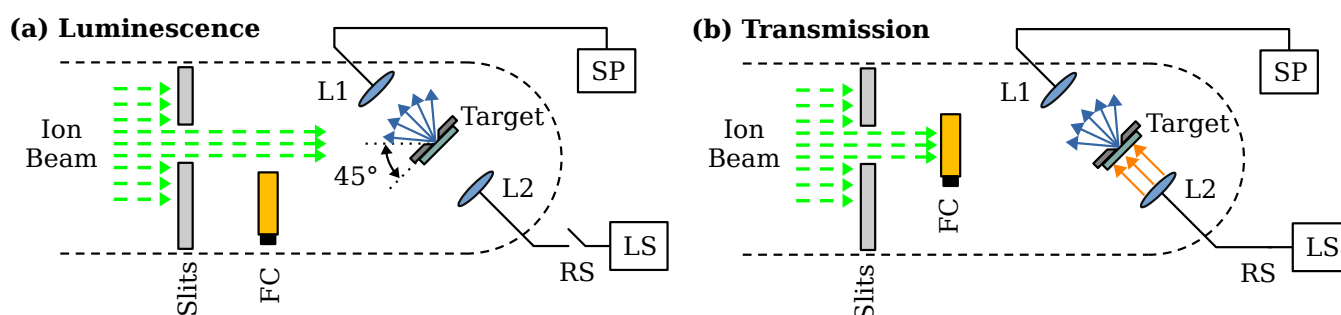 (a) Luminescence
SP
L1
Ion
Beam
Target
45°
L2
LS
RS
Slits
FC
(b) Transmission
SP
L1
Ion
Beam
Target
L2
FC
LS
RS
Slits